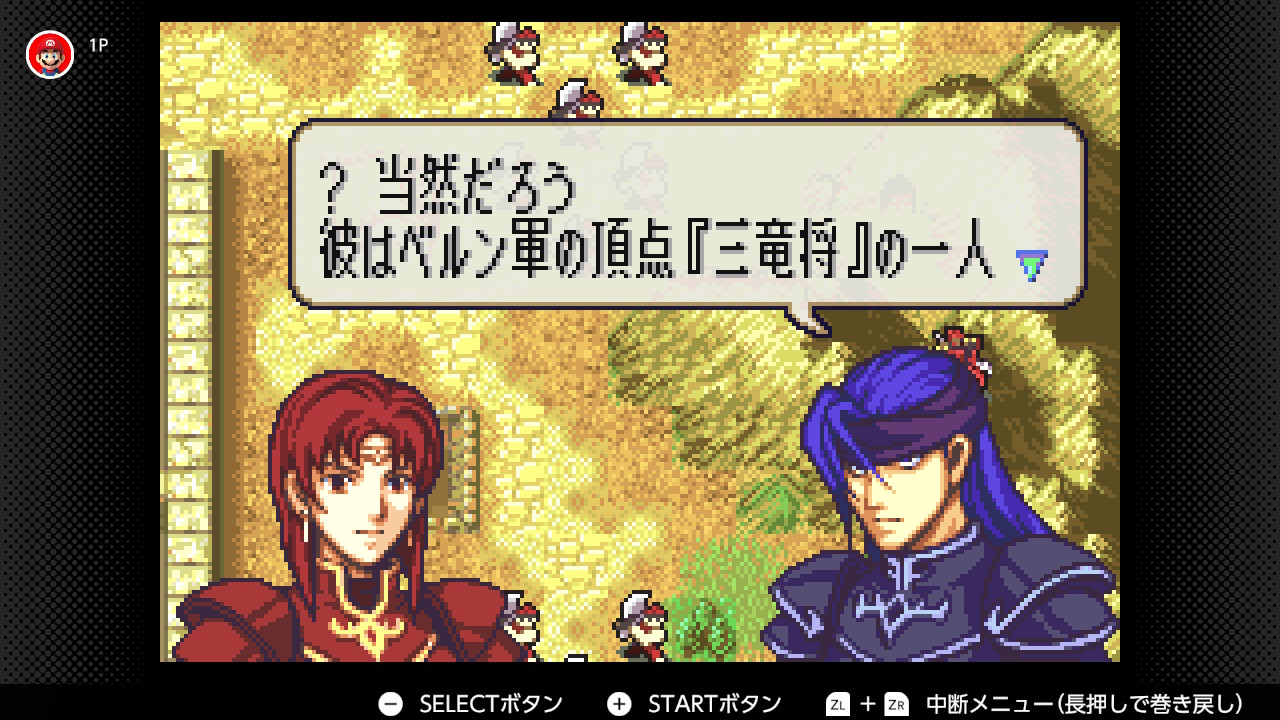 1P
? 当然だろう
彼はベルン軍の頂点『三竜将』の一人
SELECTボタン
STARTボタン
ZL + ZR 中断メニュー(長押しで巻き戻し)